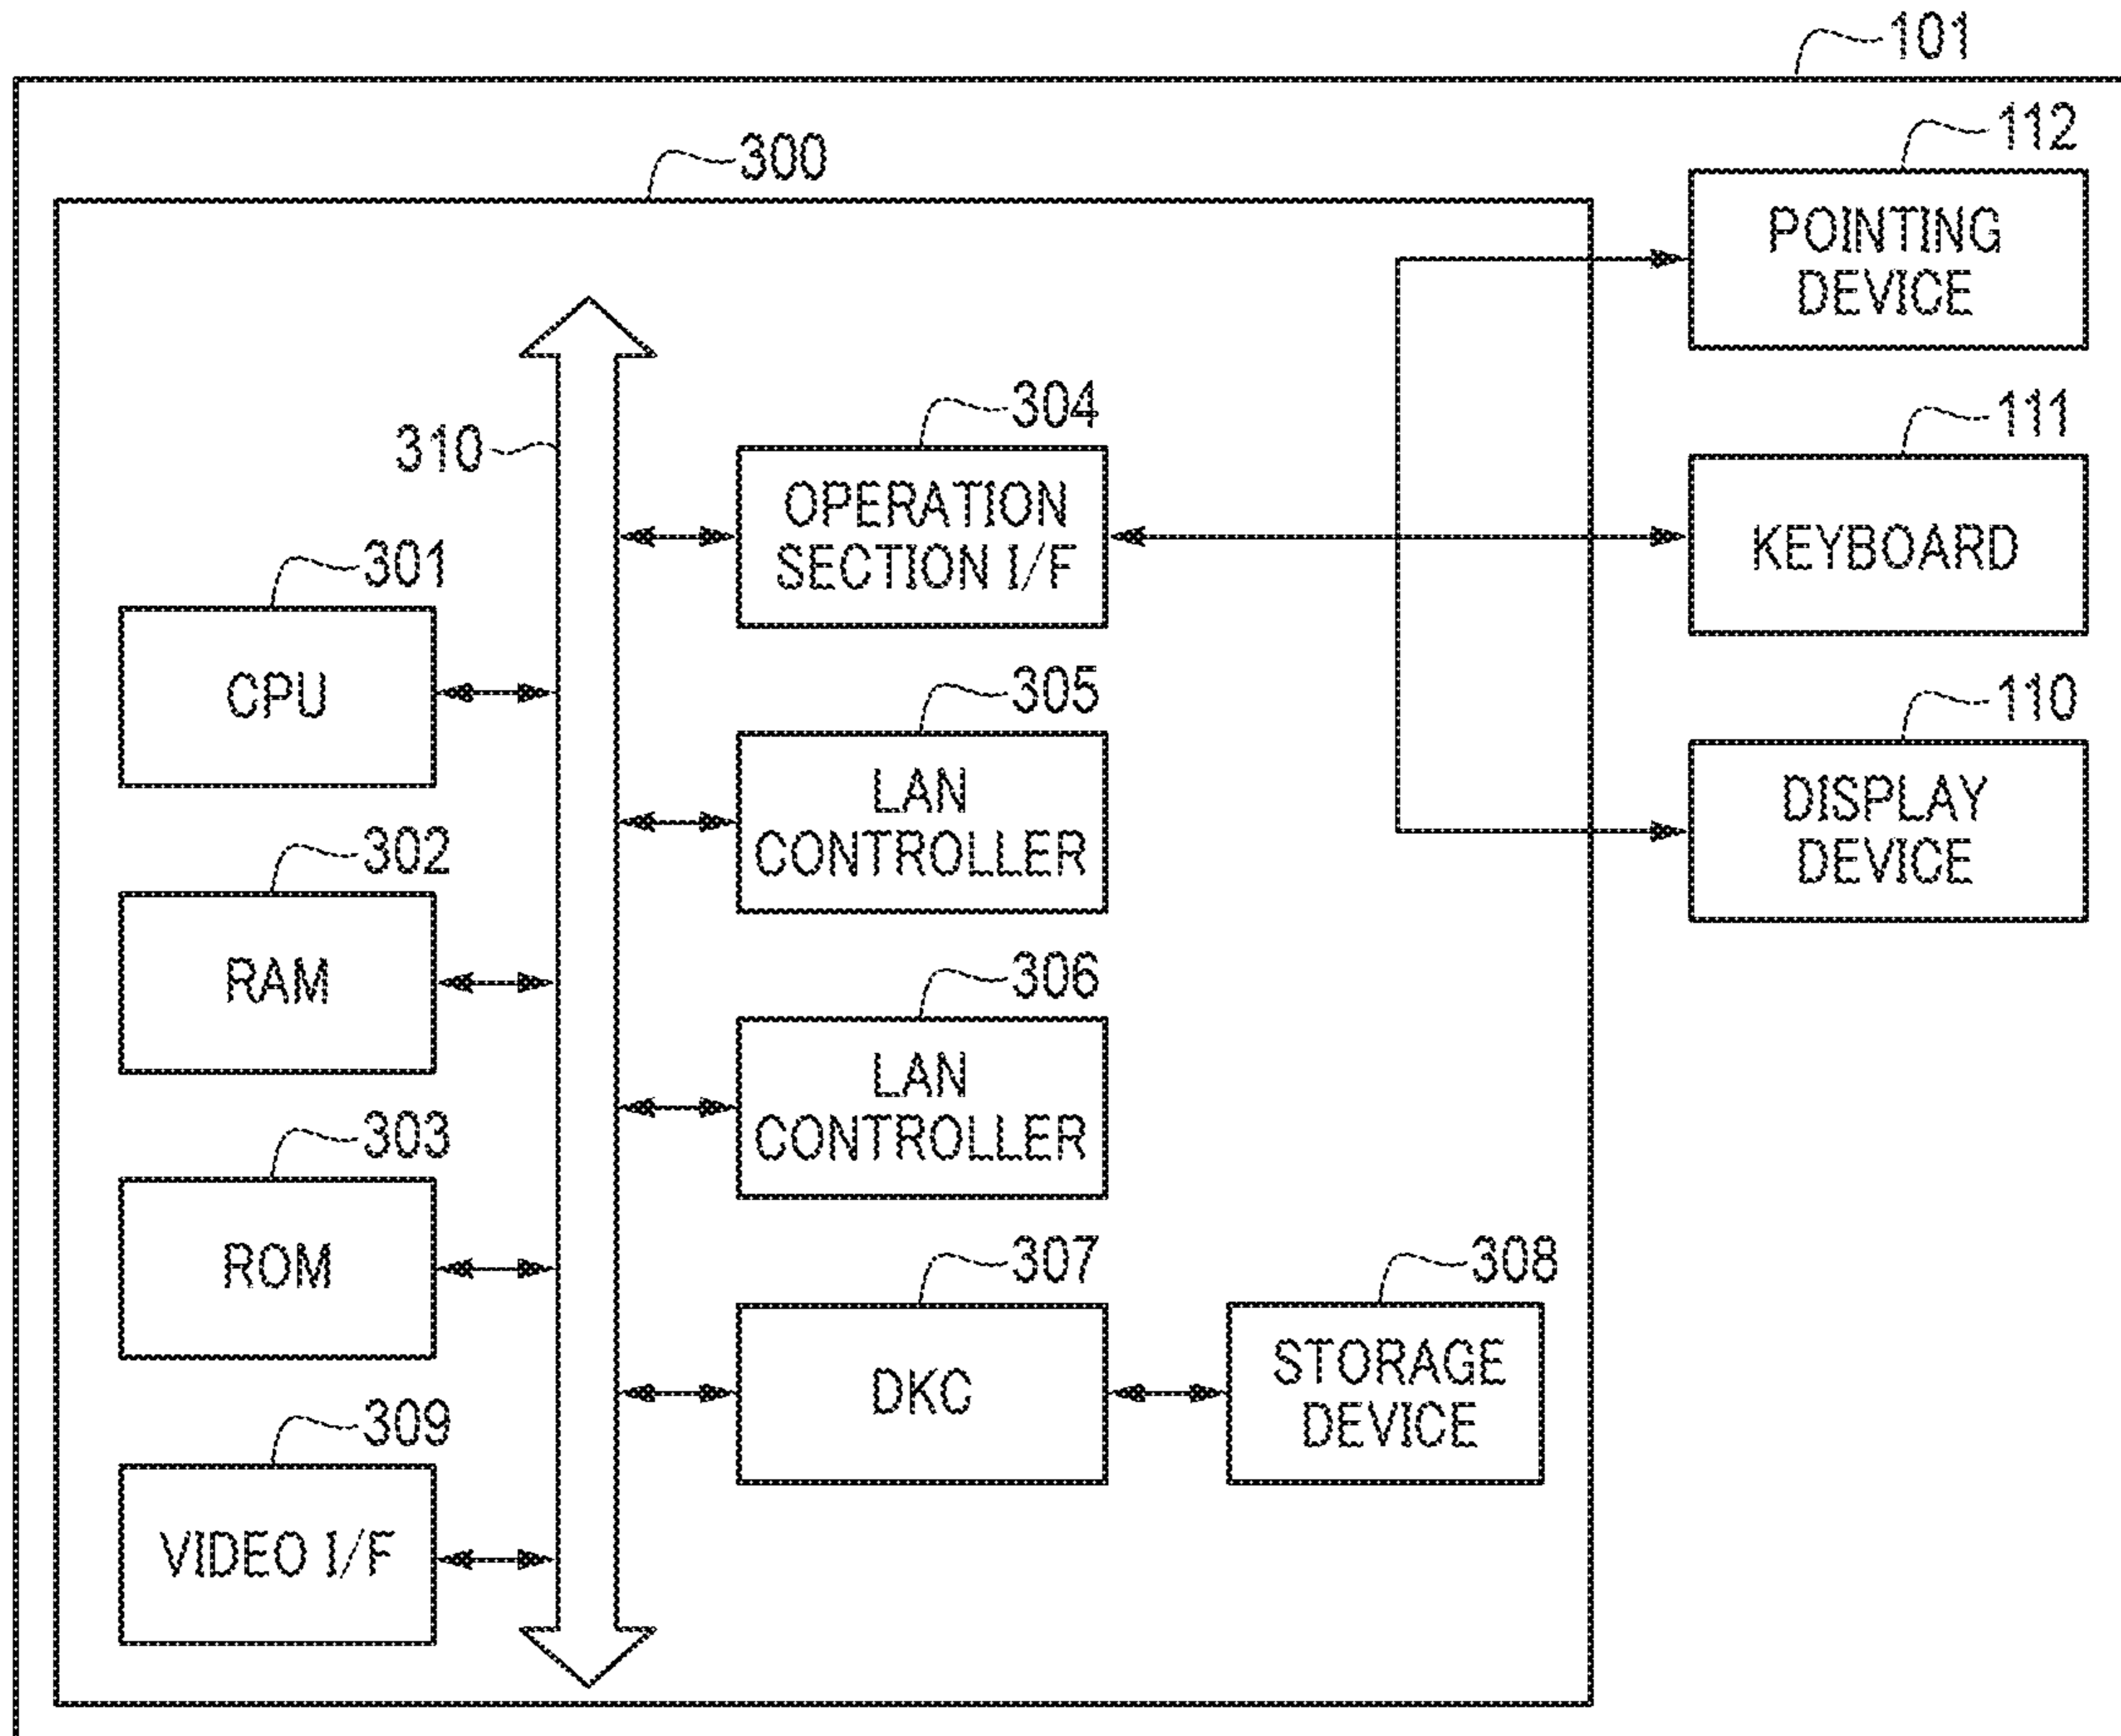 101
112
300
POINTING
DEVICE
304
111
310
OPERATION
SECTION I/F
KEYBOARD
301
CPU
305
110
LAN
CONTROLLER
DISPLAY
DEVICE
302
RAM
306
LAN
CONTROLLER
303
ROM
307
308
DKC
STORAGE
DEVICE
309
VIDEO I/F